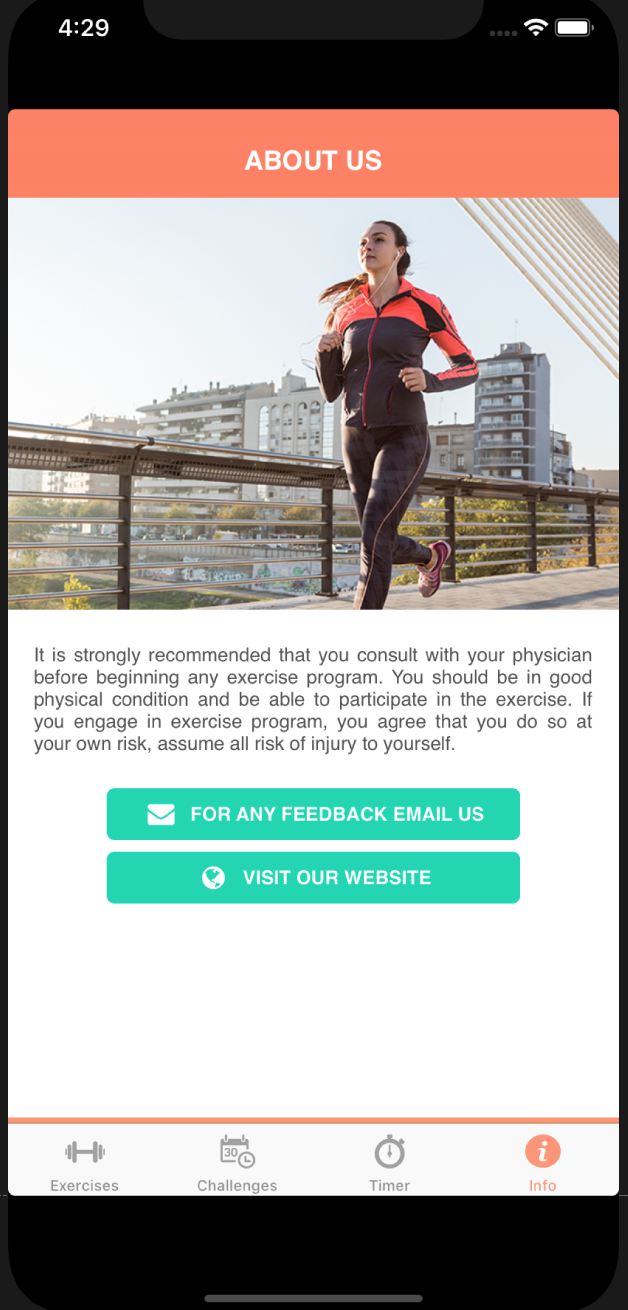 4:29
ABOUT US
It is strongly recommended that you consult with your physician
before beginning any exercise program. You should be in good
physical condition and be able to participate in the exercise. If
you engage in exercise program, you agree that you do so at
your own risk, assume all risk of injury to yourself.
FOR ANY FEEDBACK EMAIL US
VISIT OUR WEBSITE
30
Exercises Challenges Timer Info